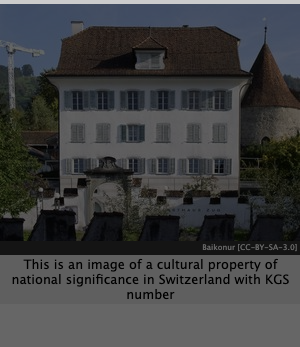 Baikonur [CC-BY-SA-3.0]
This is an image of a cultural property of
national significance in Switzerland with KGS
number